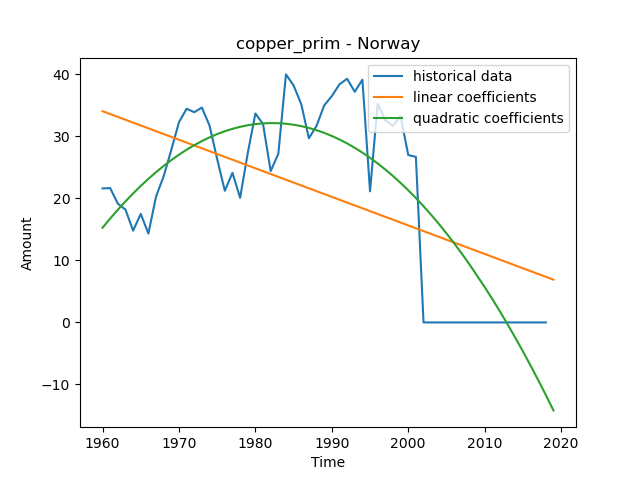 copper_prim - Norway
historical data
linear coefficients
quadratic coefficients
40
30
20
10
0
−10
Amount
1960 1970 1980 1990 2000 2010 2020
Time